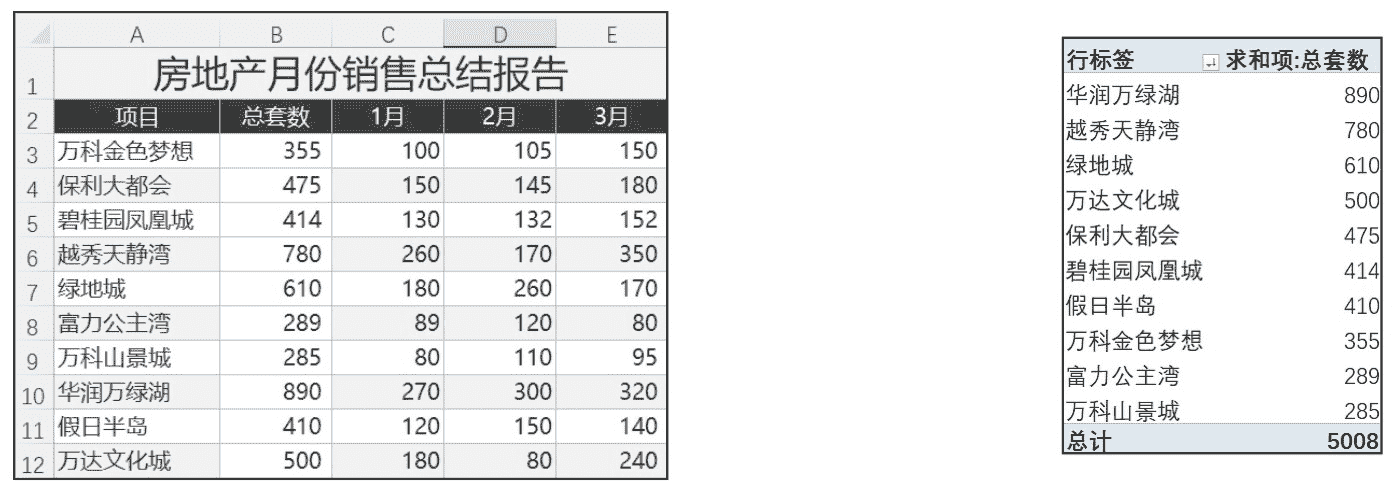 A B C D E
1 房地产月份销售总结报告
2 项目 总套数 1月 2月 3月
3 万科金色梦想 355 100 105 150
4 保利大都会 475 150 145 180
5 碧桂园凤凰城 414 130 132 152
6 越秀天静湾 780 260 170 350
7 绿地城 610 180 260 170
8 富力公主湾 289 89 120 80
9 万科山景城 285 80 110 95
10 华润万绿湖 890 270 300 320
11 假日半岛 410 120 150 140
12 万达文化城 500 180 80 240
行标签 求和项:总套数
华润万绿湖 890
越秀天静湾 780
绿地城 610
万达文化城 500
保利大都会 475
碧桂园凤凰城 414
假日半岛 410
万科金色梦想 355
富力公主湾 289
万科山景城 285
总计 5008